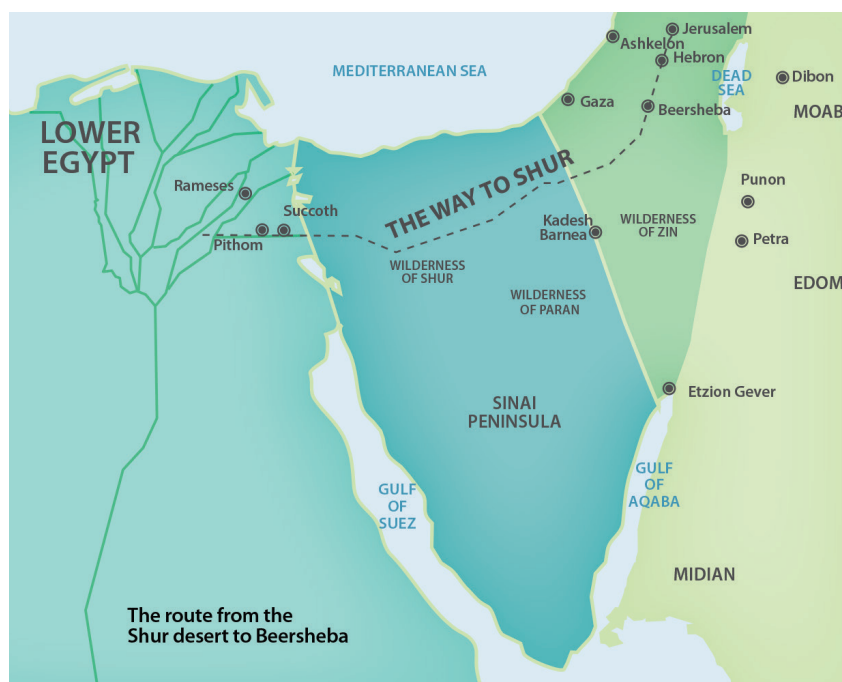 MEDITERRANEAN SEA
Ashkelon
Jerusalem
Hebron
DEAD
SEA
Dibon
Gaza
Beersheba
MOAB
LOWER
EGYPT
Rameses
THE WAY TO SHUR
Punon
Succoth
Pithom
Kadesh
Barnea
WILDERNESS
OF ZIN
Petra
WILDERNESS
OF SHUR
WILDERNESS
OF PARAN
EDOM
Etzion Gever
SINAI
PENINSULA
GULF
OF
SUEZ
GULF
OF
AQABA
MIDIAN
The route from the
Shur desert to Beersheba